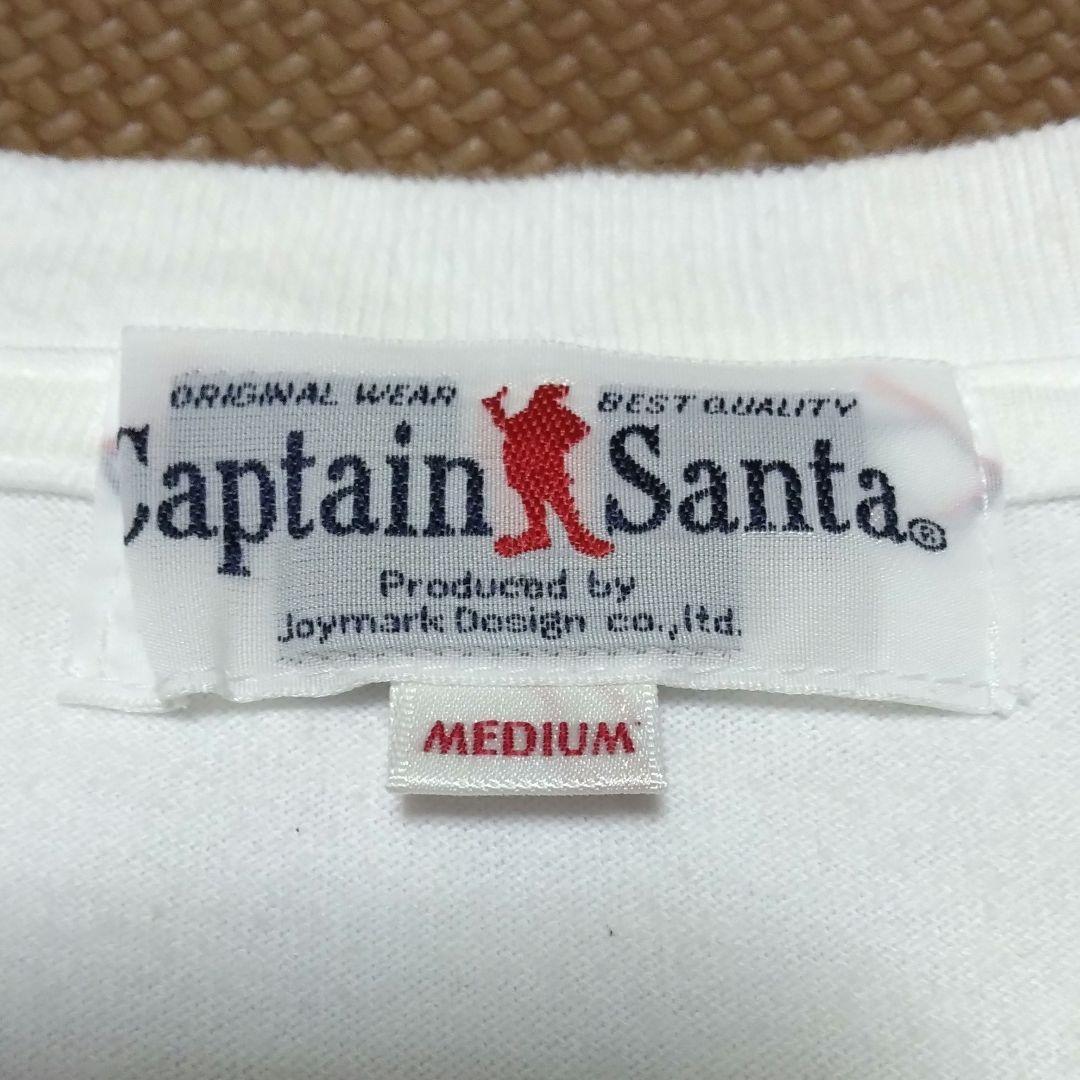 ORIGINAL WEAR BEST QUALITY
Captain Santa®
Produced by
Joymark Design co.,ltd.
MEDIUM